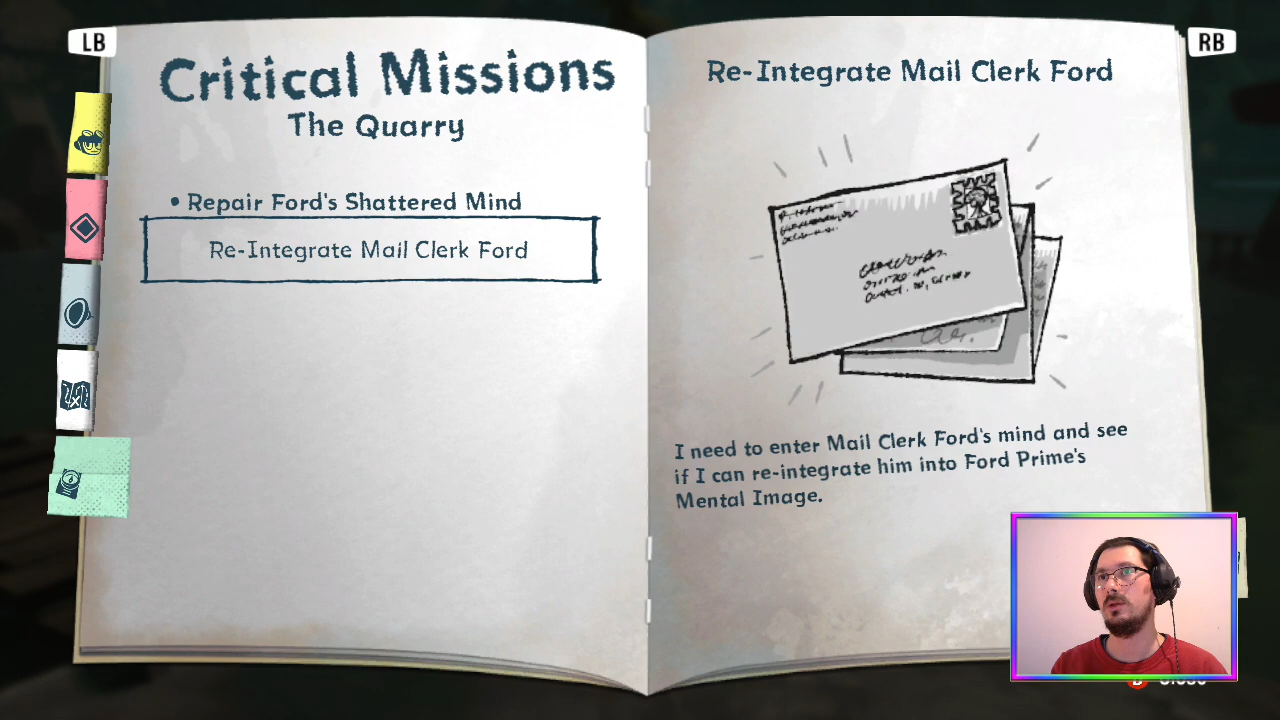 LB
RB
Critical Missions
The Quarry
• Repair Ford's Shattered Mind
Re-Integrate Mail Clerk Ford
Re-Integrate Mail Clerk Ford
I need to enter Mail Clerk Ford's mind and see
if I can re-integrate him into Ford Prime's
Mental Image.